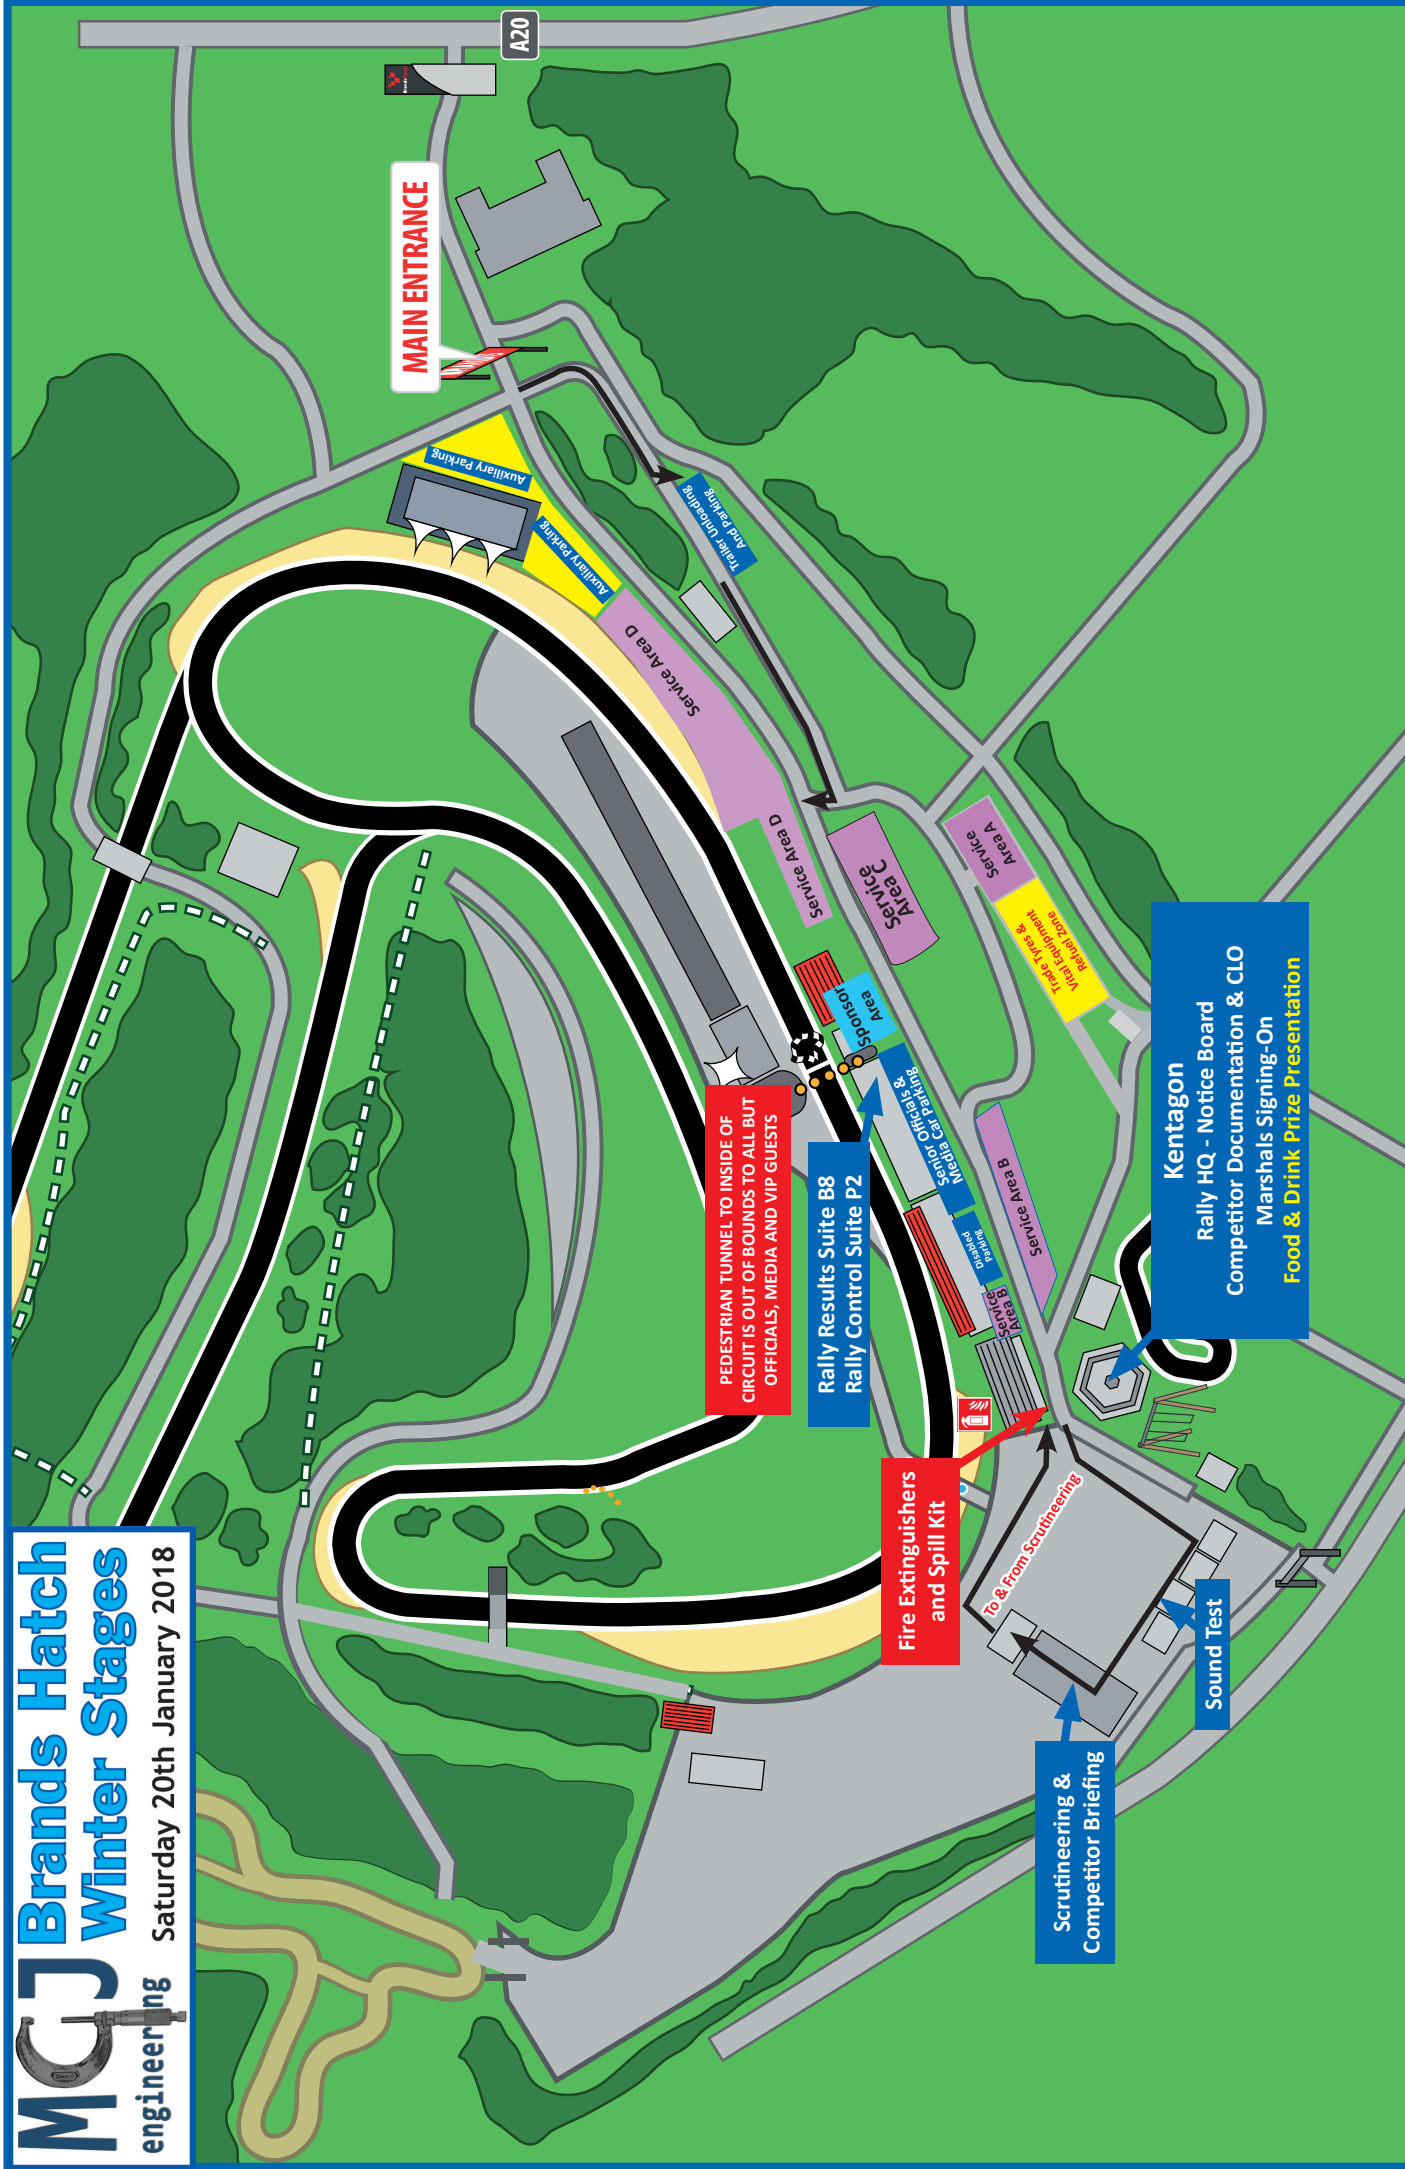 MCJ
engineering
Brands Hatch
Winter Stages
Saturday 20th January 2018
A20
MAIN ENTRANCE
Auxiliary Parking
Auxiliary Parking
Trailer Unloading
And Parking
Service Area D
Service Area D
Service
Area C
Service
Area A
Trade Tyres &
Vital Equipment
Refuel Zone
Sponsor
Area
Senior Officials &
Media Car Parking
Disabled
Parking
Service
Area B
Service Area B
PEDESTRIAN TUNNEL TO INSIDE OF
CIRCUIT IS OUT OF BOUNDS TO ALL BUT
OFFICIALS, MEDIA AND VIP GUESTS
Rally Results Suite B8
Rally Control Suite P2
Kentagon
Rally HQ - Notice Board
Competitor Documentation & CLO
Marshals Signing-On
Food & Drink Prize Presentation
Fire Extinguishers
and Spill Kit
To & From Scrutineering
Sound Test
Scrutineering &
Competitor Briefing